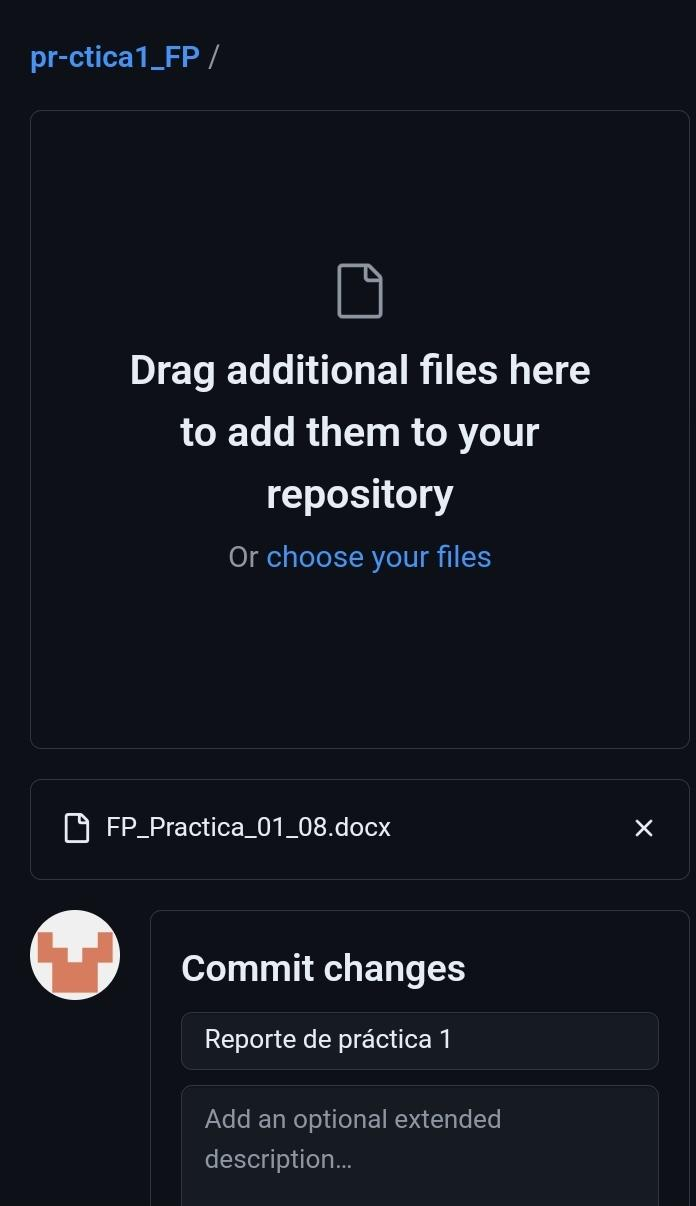 pr-ctica1_FP /
Drag additional files here
to add them to your
repository
Or choose your files
FP_Practica_01_08.docx
Commit changes
Reporte de práctica 1
Add an optional extended
description…